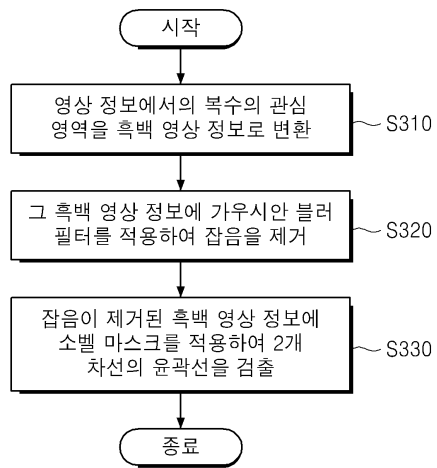 시작
영상 정보에서의 복수의 관심
영역을 흑백 영상 정보로 변환
S310
그 흑백 영상 정보에 가우시안 블러
필터를 적용하여 잡음을 제거
S320
잡음이 제거된 흑백 영상 정보에
소벨 마스크를 적용하여 2개
차선의 윤곽선을 검출
S330
종료